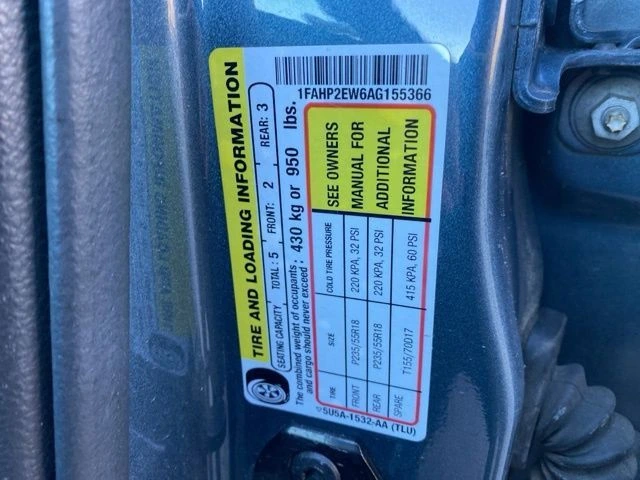 TIRE AND LOADING INFORMATION
SEATING CAPACITY TOTAL: 5 FRONT: 2 REAR: 3
The combined weight of occupants and cargo should never exceed: 430 kg or 950 lbs.
TIRE SIZE COLD TIRE PRESSURE SEE OWNERS
FRONT P235/55R18 220 KPA, 32 PSI MANUAL FOR
REAR P235/55R18 220 KPA, 32 PSI ADDITIONAL
SPARE T155/70D17 415 KPA, 60 PSI INFORMATION
5U5A-1532-AA (TLU)
1FAHP2EW6AG155366